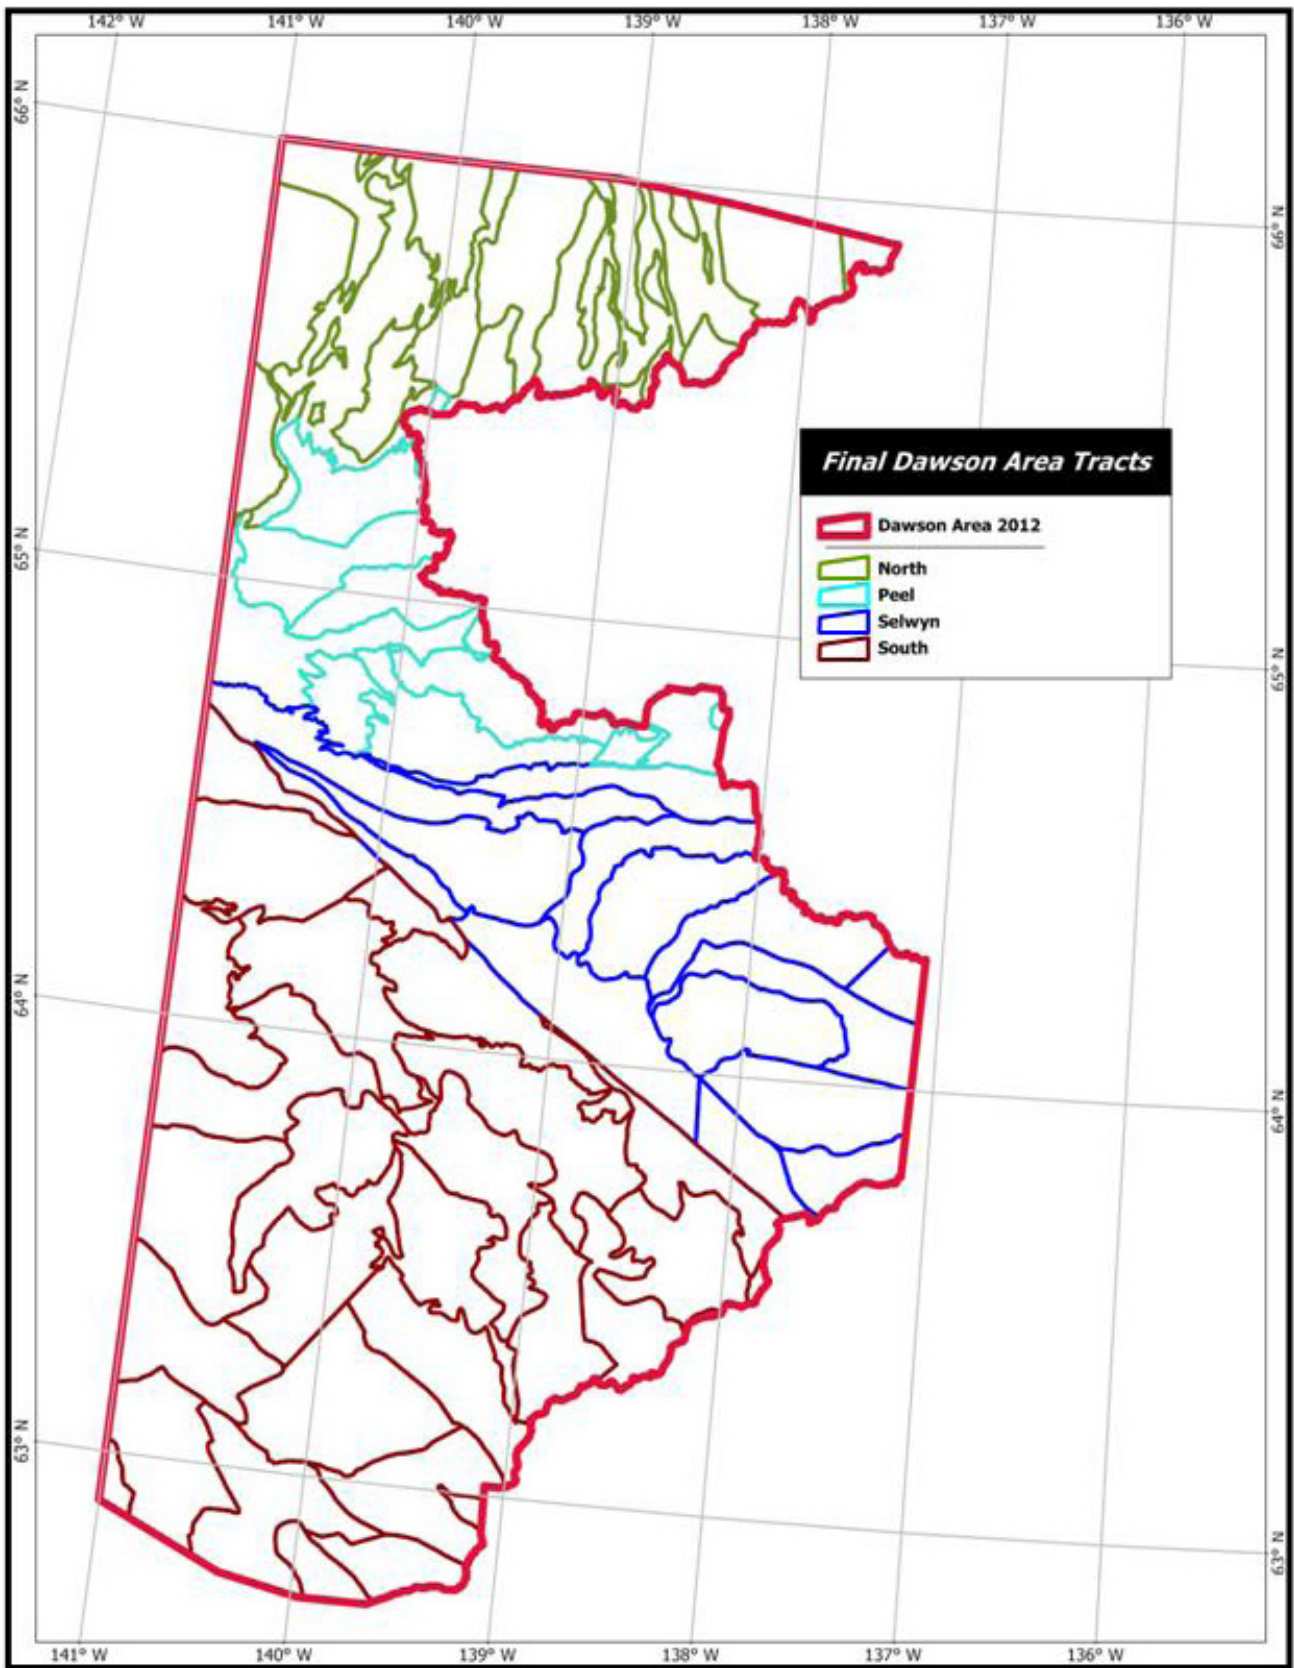 142° W 141° W 140° W 139° W 138° W 137° W 136° W
66° N
66° N
Final Dawson Area Tracts
Dawson Area 2012
North
Peel
Selwyn
South
65° N
65° N
64° N
64° N
63° N
63° N
141° W 140° W 139° W 138° W 137° W 136° W